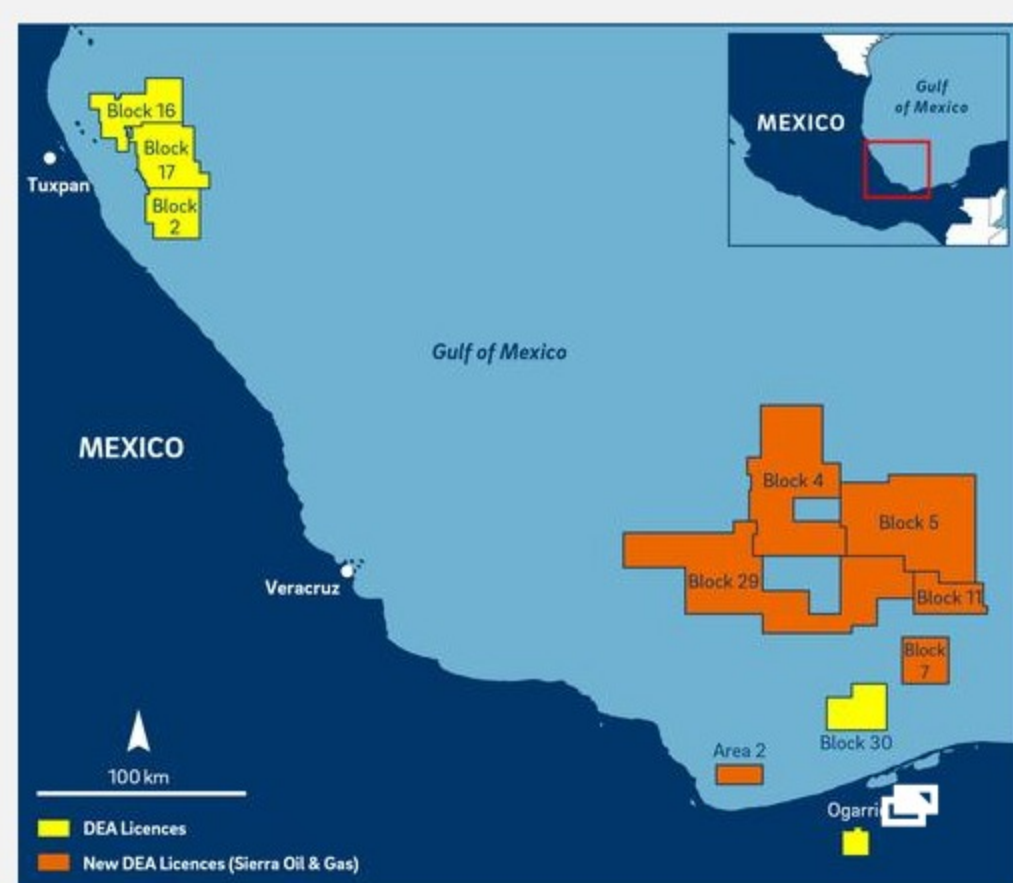 Gulf
of Mexico
MEXICO
Block 16
Block
17
Block
2
Tuxpan
Gulf of Mexico
MEXICO
Block 4
Block 5
Block 29
Block 11
Veracruz
Block
7
Block 30
Area 2
100 km
DEA Licences
New DEA Licences (Sierra Oil & Gas)